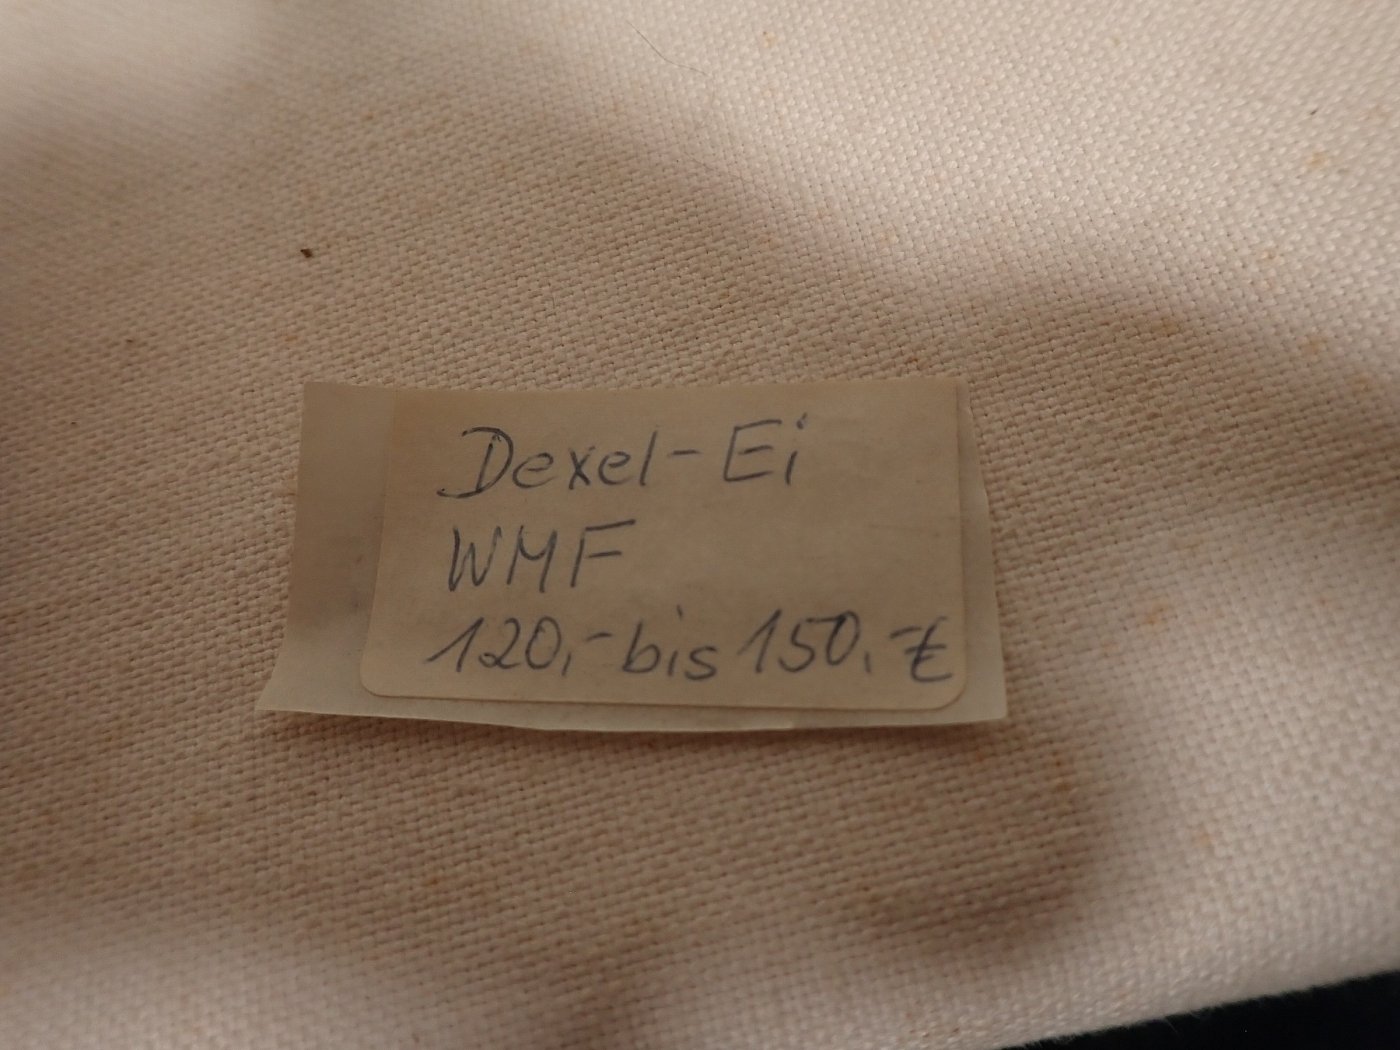 Dexel-Ei
WMF
120,- bis 150,-€